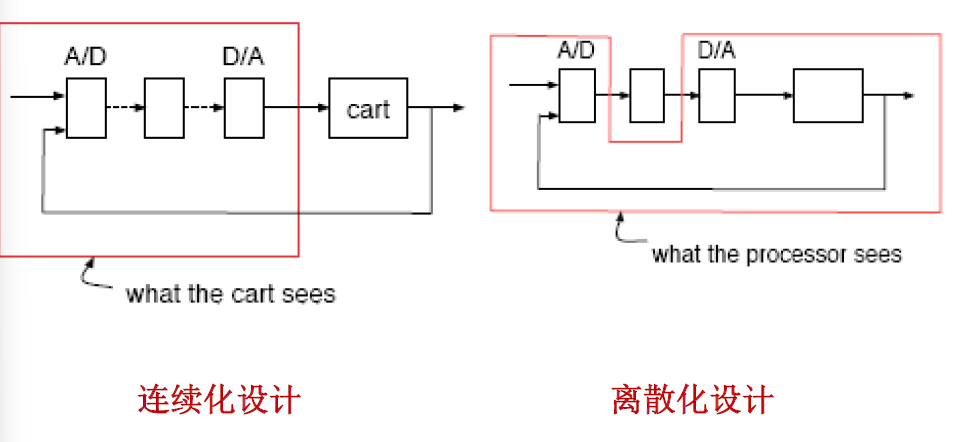 A/D
D/A
cart
what the cart sees
连续化设计
A/D
D/A
what the processor sees
离散化设计